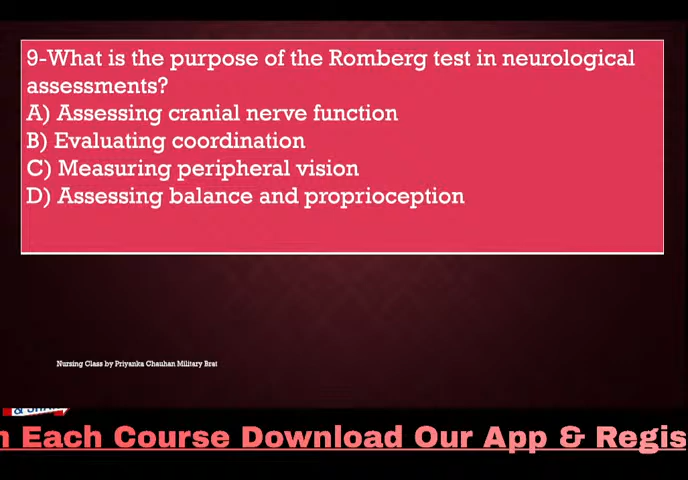 9-What is the purpose of the Romberg test in neurological
assessments?
A) Assessing cranial nerve function
B) Evaluating coordination
C) Measuring peripheral vision
D) Assessing balance and proprioception
Nursing Class by Priyanka Chauhan Military Brat
Each Course Download Our App & Regis